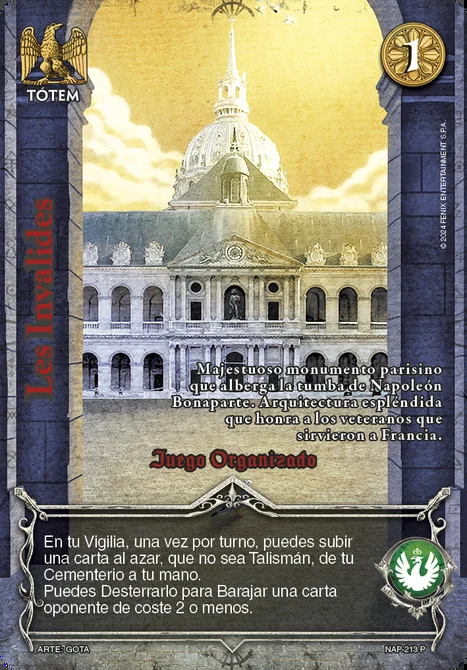 TÓTEM
1
© 2024 FENIX ENTERTAINMENT S.P.A.
Les Invalides
Majestuoso monumento parisino
que alberga la tumba de Napoleón
Bonaparte. Arquitectura espléndida
que honra a los veteranos que
sirvieron a Francia.
Juego Organizado
En tu Vigilia, una vez por turno, puedes subir
una carta al azar, que no sea Talismán, de tu
Cementerio a tu mano.
Puedes Desterrarlo para Barajar una carta
oponente de coste 2 o menos.
ARTE: GOTA
NAP-213 P